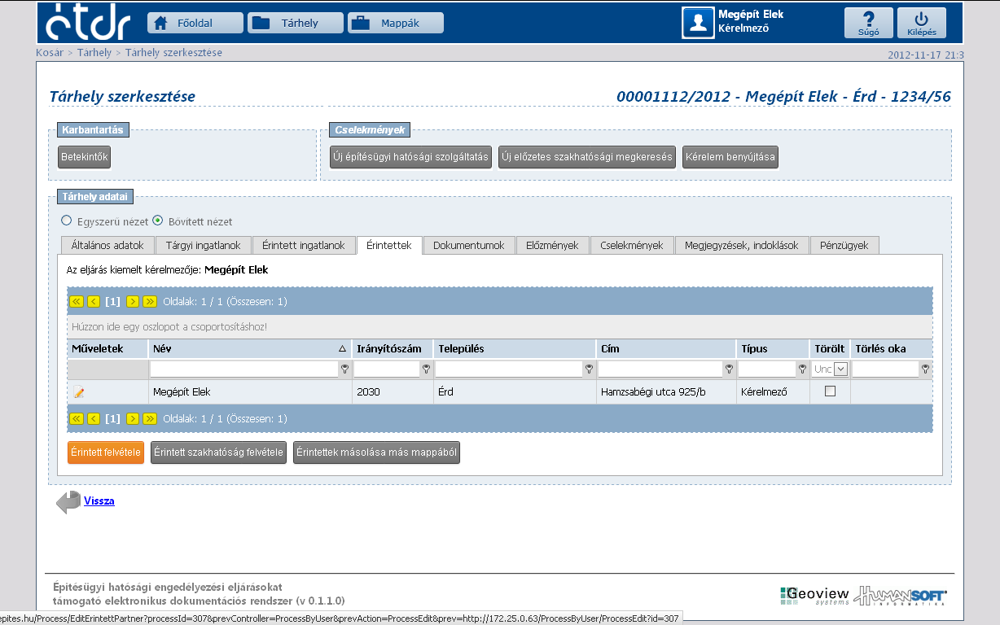 étdr
Főoldal Tárhely Mappák
Megépít Elek
Kérelmező
Súgó Kilépés
Kosár > Tárhely > Tárhely szerkesztése
2012-11-17 21:3
Tárhely szerkesztése
00001112/2012 - Megépít Elek - Érd - 1234/56
Karbantartás
Betekintők
Cselekmények
Új építésügyi hatósági szolgáltatás Új előzetes szakhatósági megkeresés Kérelem benyújtása
Tárhely adatai
Egyszerű nézet Bővített nézet
Általános adatok Tárgyi ingatlanok Érintett ingatlanok Érintettek Dokumentumok Előzmények Cselekmények Megjegyzések, indoklások Pénzügyek
Az eljárás kiemelt kérelmezője: Megépít Elek
[1] Oldalak: 1 / 1 (Összesen: 1)
Húzzon ide egy oszlopot a csoportosításhoz!
Műveletek Név Irányítószám Település Cím Típus Törölt Törlés oka
Unc
Megépít Elek 2030 Érd Hamzsabégi utca 925/b Kérelmező
[1] Oldalak: 1 / 1 (Összesen: 1)
Érintett felvétele Érintett szakhatóság felvétele Érintettek másolása más mappából
Vissza
Építésügyi hatósági engedélyezési eljárásokat
támogató elektronikus dokumentációs rendszer (v 0.1.1.0)
Geoview
systems
HUMANSOFT
INFORMATIKA
epites.hu/Process/EditErintettPartner?processId=307&prevController=ProcessByUser&prevAction=ProcessEdit&prev=http://172.25.0.63/ProcessByUser/ProcessEdit?id=307